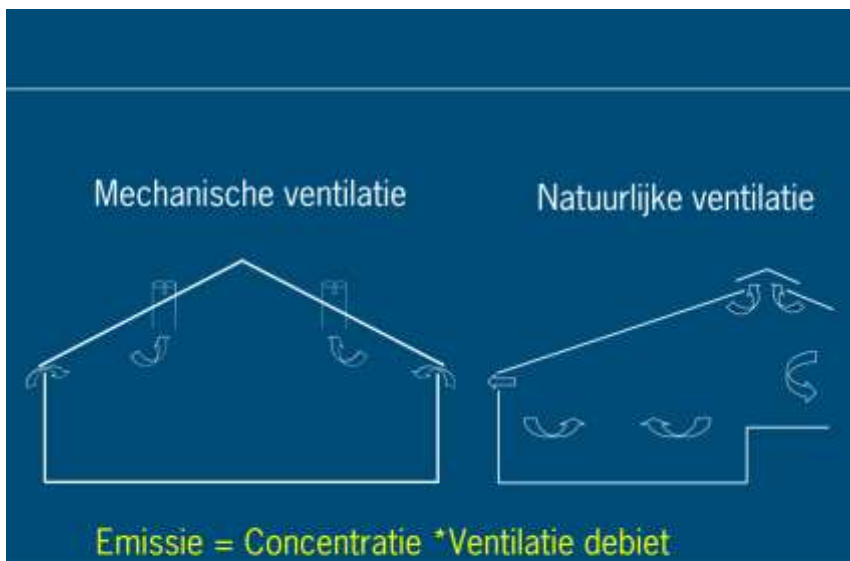 Mechanische ventilatie
Natuurlijke ventilatie
Emissie = Concentratie *Ventilatie debiet